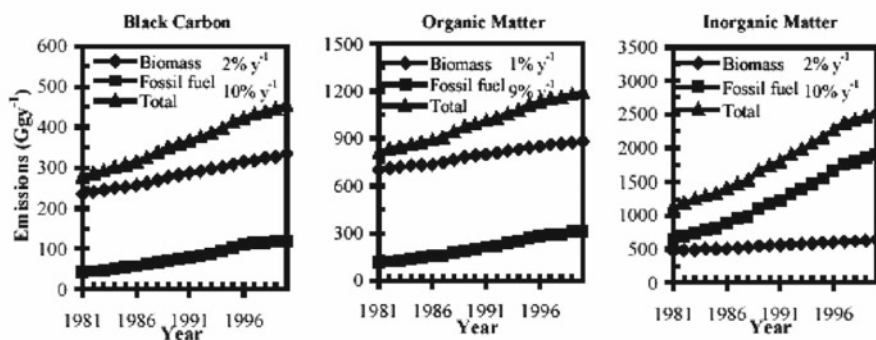 Black Carbon
600
500
400
300
200
100
0
Emissions (Ggy⁻¹)
Biomass 2% y⁻¹
Fossil fuel
Total 10% y⁻¹
1981 1986 1991 1996
Year
Organic Matter
1500
1200
900
600
300
0
Biomass 1% y⁻¹
Fossil fuel 9% y⁻¹
Total
1981 1986 1991 1996
Year
Inorganic Matter
3500
3000
2500
2000
1500
1000
500
0
Biomass 2% y⁻¹
Fossil fuel 10% y⁻¹
Total
1981 1986 1991 1996
Year